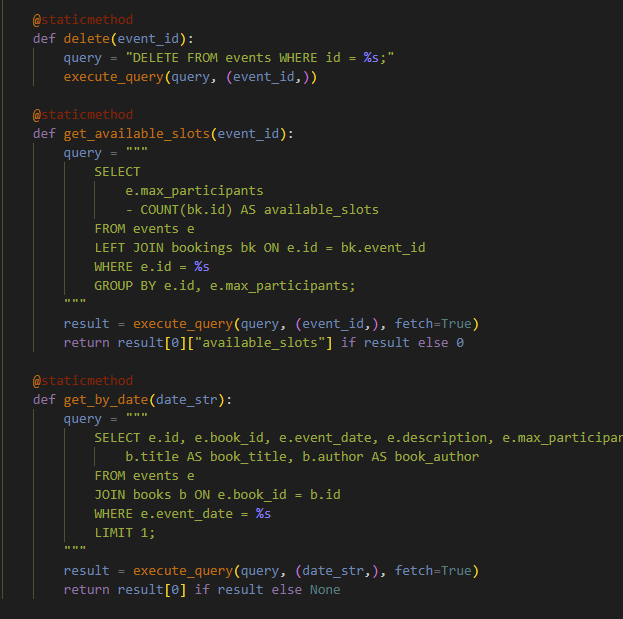 @staticmethod
def delete(event_id):
query = "DELETE FROM events WHERE id = %s;"
execute_query(query, (event_id,))
@staticmethod
def get_available_slots(event_id):
query = """
SELECT
e.max_participants
- COUNT(bk.id) AS available_slots
FROM events e
LEFT JOIN bookings bk ON e.id = bk.event_id
WHERE e.id = %s
GROUP BY e.id, e.max_participants;
"""
result = execute_query(query, (event_id,), fetch=True)
return result[0]["available_slots"] if result else 0
@staticmethod
def get_by_date(date_str):
query = """
SELECT e.id, e.book_id, e.event_date, e.description,
b.title AS book_title, b.author AS book_author
FROM events e
JOIN books b ON e.book_id = b.id
WHERE e.event_date = %s
LIMIT 1;
"""
result = execute_query(query, (date_str,), fetch=True)
return result[0] if result else None